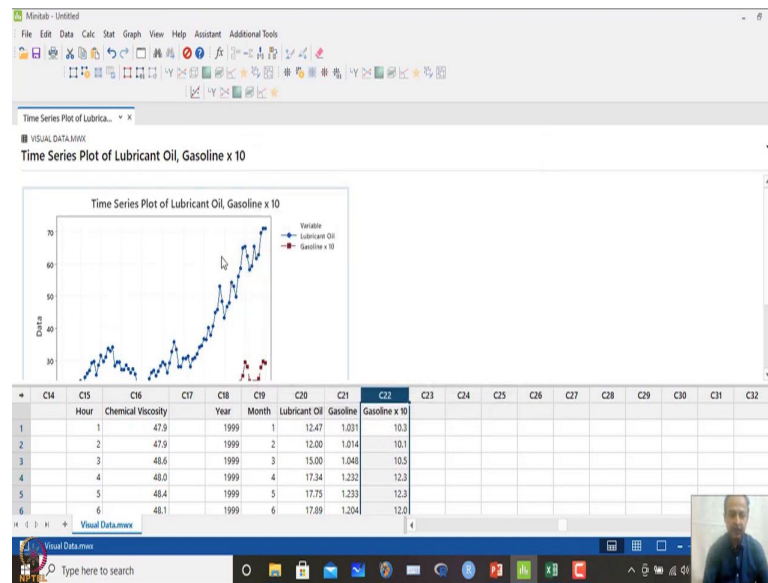 Minitab - Untitled
File Edit Data Calc Stat Graph View Help Assistant Additional Tools
Time Series Plot of Lubrica...
VISUAL DATA.MWX
Time Series Plot of Lubricant Oil, Gasoline x 10
Time Series Plot of Lubricant Oil, Gasoline x 10
Variable
Lubricant Oil
Gasoline x 10
70
60
50
40
30
Data
C14 C15 C16 C17 C18 C19 C20 C21 C22 C23 C24 C25 C26 C27 C28 C29 C30 C31 C32
Hour Chemical Viscosity Year Month Lubricant Oil Gasoline Gasoline x 10
1 1 47.9 1999 1 12.47 1.031 10.3
2 2 47.9 1999 2 12.00 1.014 10.1
3 3 48.6 1999 3 15.00 1.048 10.5
4 4 48.0 1999 4 17.34 1.232 12.3
5 5 48.4 1999 5 17.75 1.233 12.3
6 6 48.1 1999 6 17.89 1.204 12.0
Visual Data.mwx
Visual Data.mwx
Type here to search
NPTEL